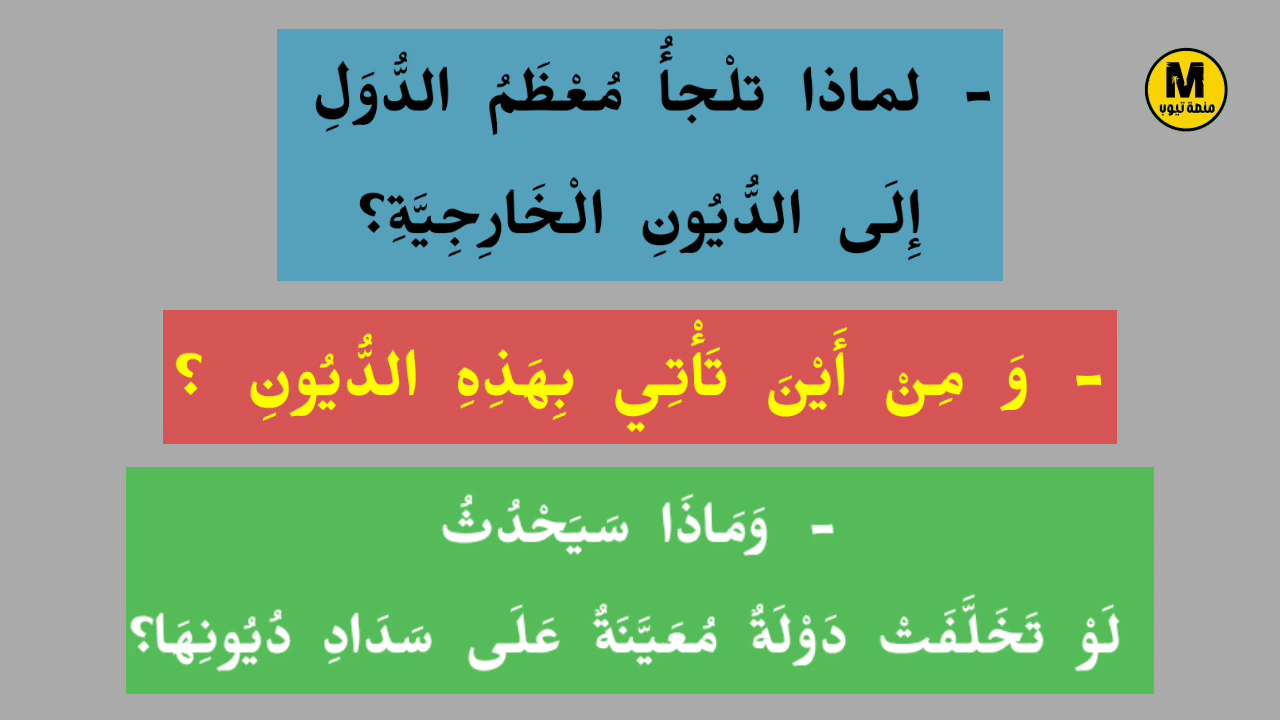 - لماذا تلْجأُ مُعْظَمُ الدُّوَلِ
إِلَى الدُّيُونِ الْخَارِجِيَّةِ؟
M
منصة تيوب
- وَ مِنْ أَيْنَ تَأْتِي بِهَذِهِ الدُّيُونِ ؟
- وَمَاذَا سَيَحْدُثُ
لَوْ تَخَلَّفَتْ دَوْلَةٌ مُعَيَّنَةٌ عَلَى سَدَادِ دُيُونِهَا؟